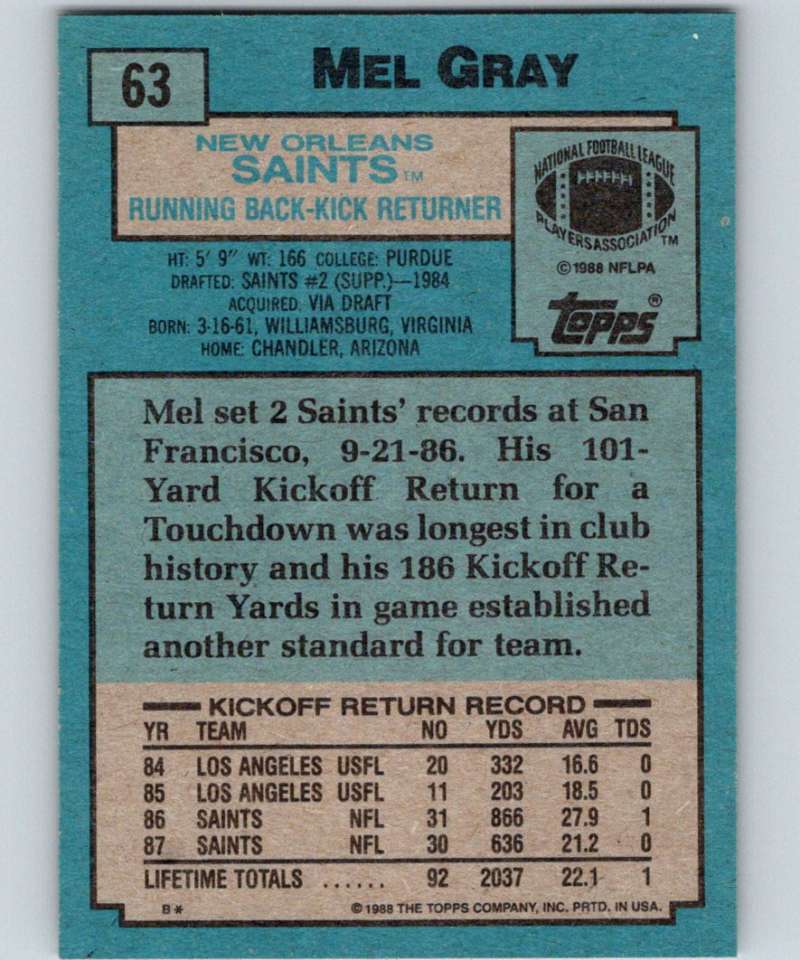 63
MEL GRAY
NEW ORLEANS
SAINTS TM
RUNNING BACK-KICK RETURNER
NATIONAL FOOTBALL LEAGUE
PLAYERS ASSOCIATION TM
© 1988 NFLPA
topps®
HT: 5' 9" WT: 166 COLLEGE: PURDUE
DRAFTED: SAINTS #2 (SUPP.)—1984
ACQUIRED: VIA DRAFT
BORN: 3-16-61, WILLIAMSBURG, VIRGINIA
HOME: CHANDLER, ARIZONA
Mel set 2 Saints' records at San
Francisco, 9-21-86. His 101-
Yard Kickoff Return for a
Touchdown was longest in club
history and his 186 Kickoff Re-
turn Yards in game established
another standard for team.
KICKOFF RETURN RECORD
YR TEAM NO YDS AVG TDS
84 LOS ANGELES USFL 20 332 16.6 0
85 LOS ANGELES USFL 11 203 18.5 0
86 SAINTS NFL 31 866 27.9 1
87 SAINTS NFL 30 636 21.2 0
LIFETIME TOTALS ...... 92 2037 22.1 1
B* © 1988 THE TOPPS COMPANY, INC. PRTD. IN USA.